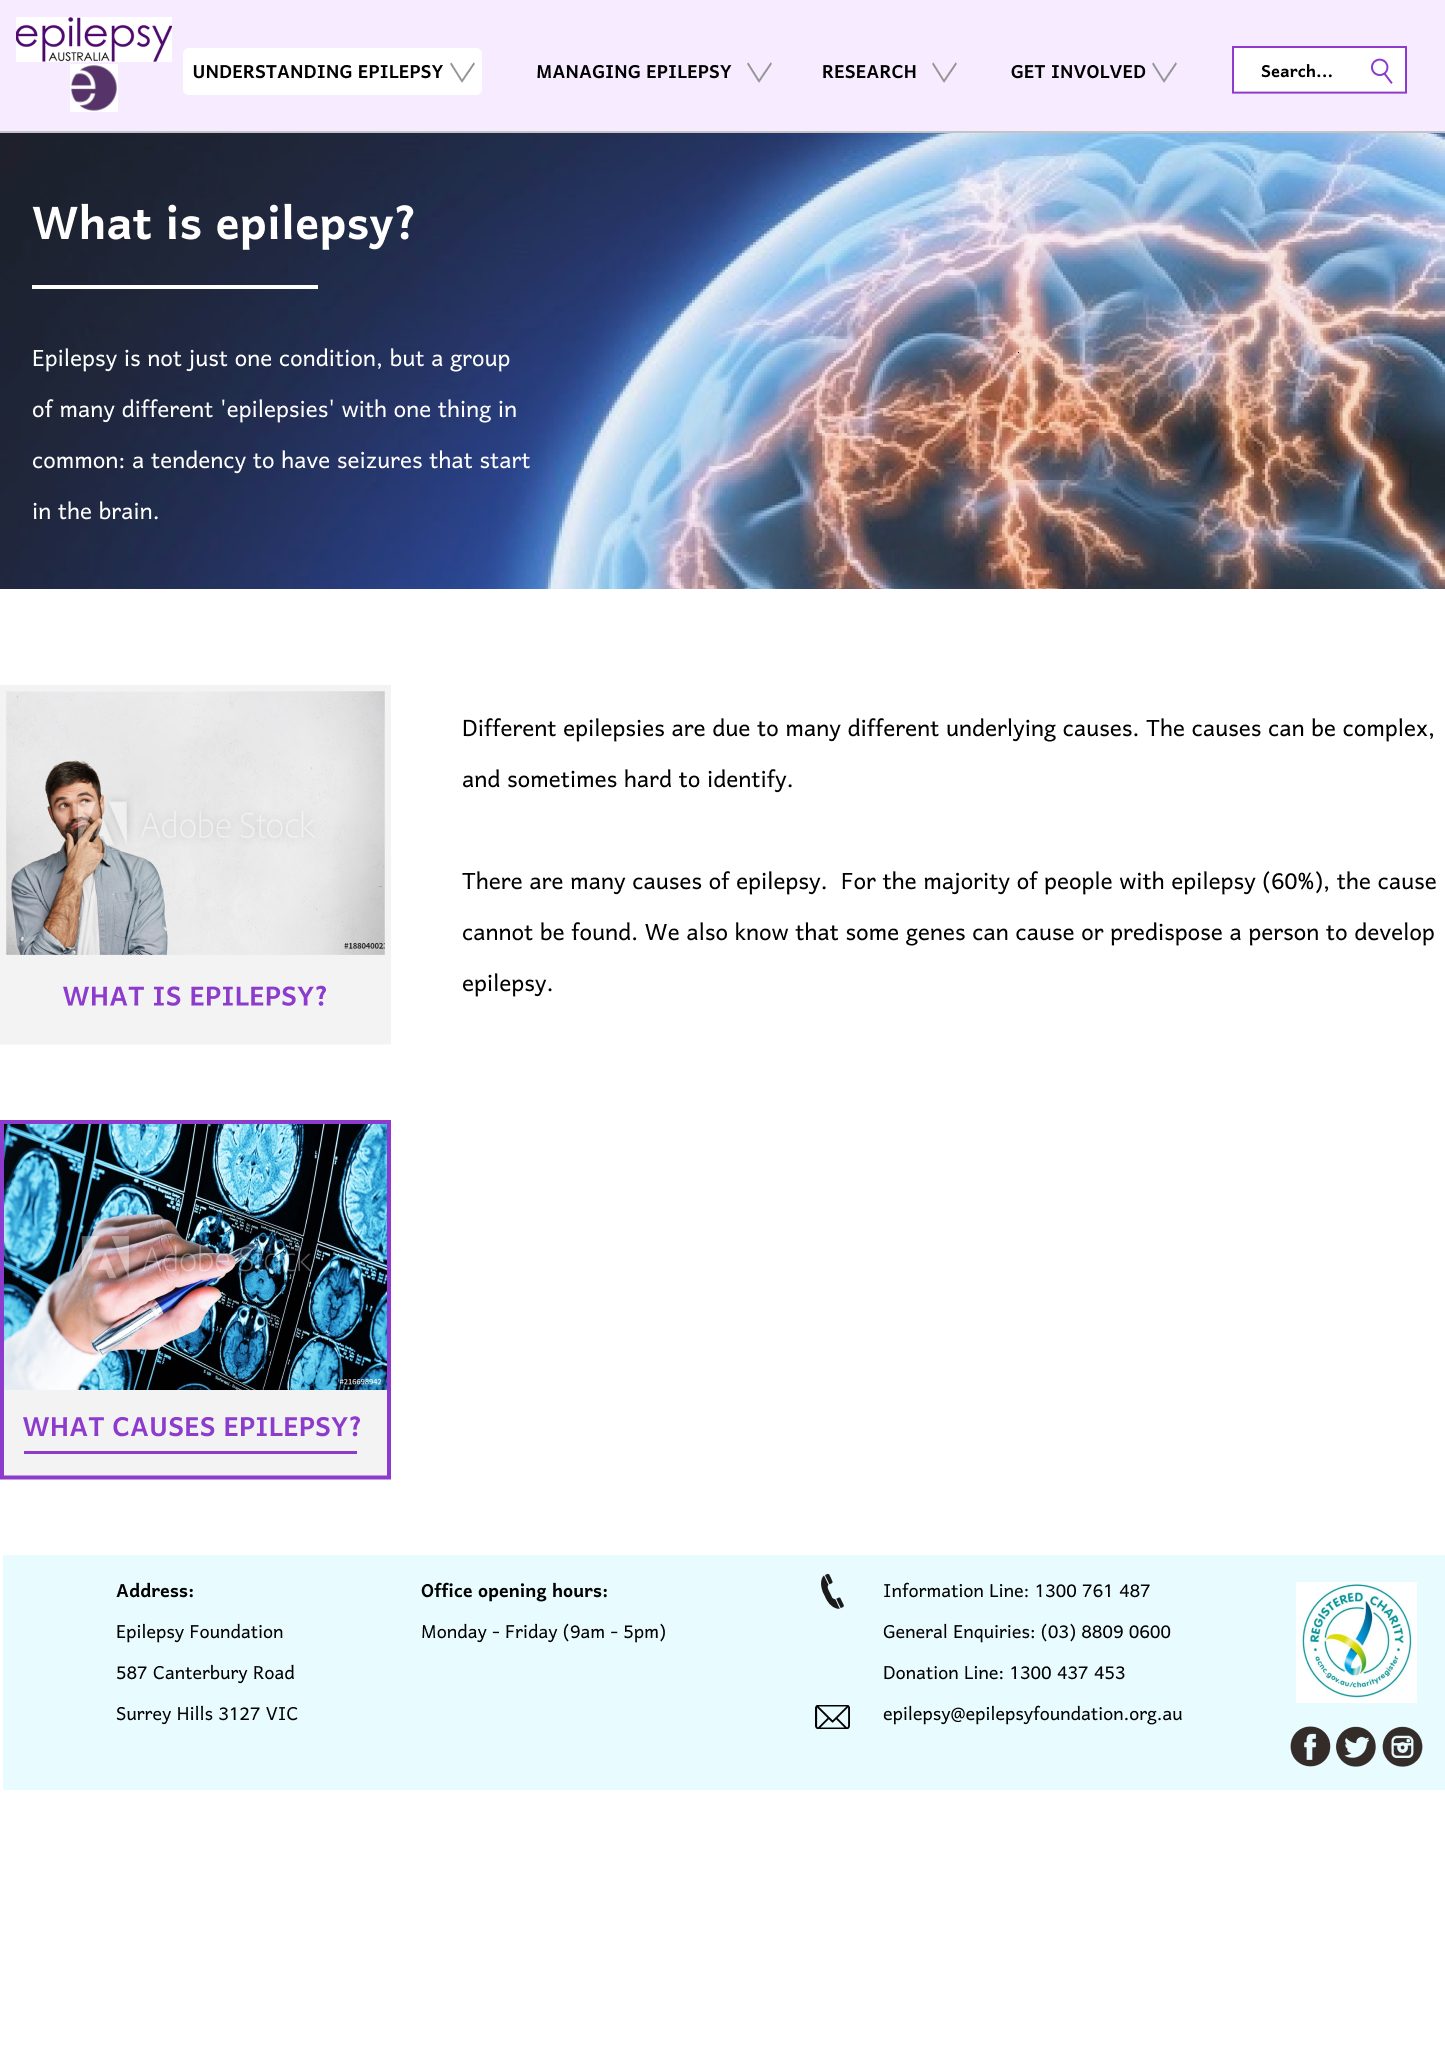 epilepsy
AUSTRALIA
e
UNDERSTANDING EPILEPSY
MANAGING EPILEPSY
RESEARCH
GET INVOLVED
Search...
What is epilepsy?
Epilepsy is not just one condition, but a group
of many different 'epilepsies' with one thing in
common: a tendency to have seizures that start
in the brain.
Adobe Stock
#188040023
WHAT IS EPILEPSY?
Different epilepsies are due to many different underlying causes. The causes can be complex,
and sometimes hard to identify.
There are many causes of epilepsy.  For the majority of people with epilepsy (60%), the cause
cannot be found. We also know that some genes can cause or predispose a person to develop
epilepsy.
Adobe Stock
#216698942
WHAT CAUSES EPILEPSY?
Address:
Epilepsy Foundation
587 Canterbury Road
Surrey Hills 3127 VIC
Office opening hours:
Monday - Friday (9am - 5pm)
Information Line: 1300 761 487
General Enquiries: (03) 8809 0600
Donation Line: 1300 437 453
epilepsy@epilepsyfoundation.org.au
REGISTERED CHARITY
acnc.gov.au/charityregister